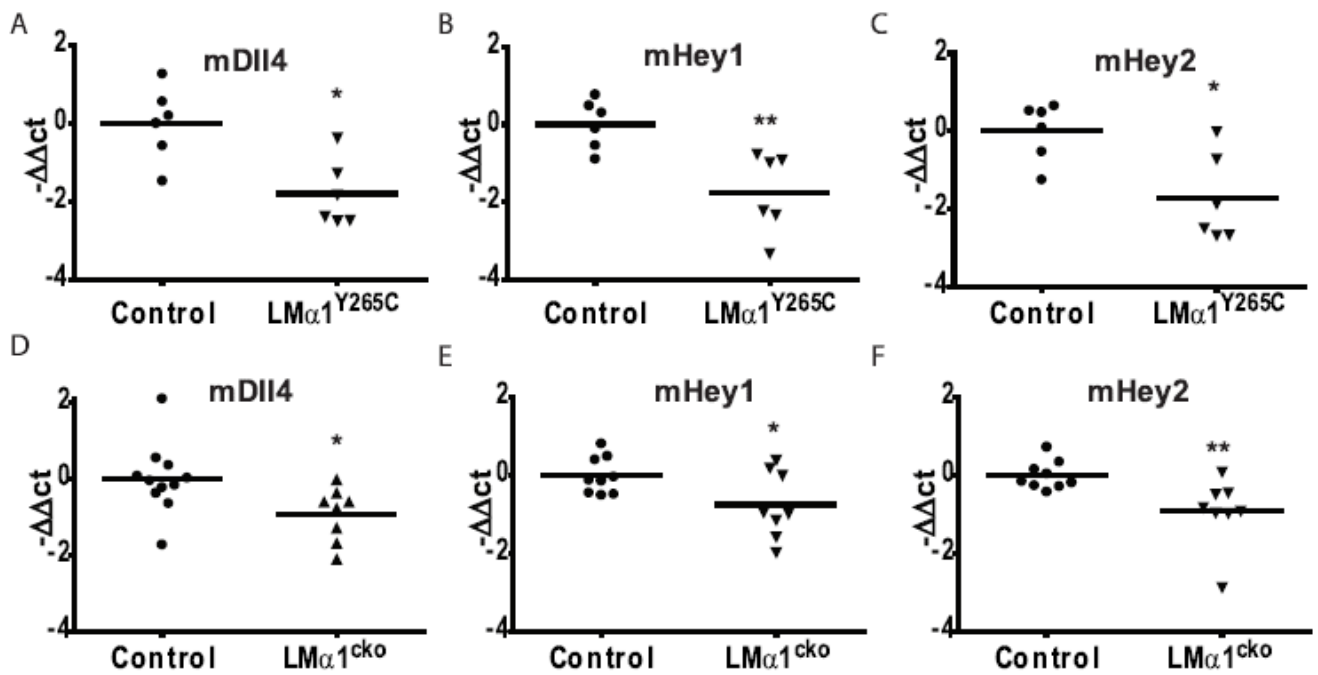 A
B
C
mDll4
mHey1
mHey2
2
0
-2
-4
-ΔΔct
*
2
0
-2
-4
-ΔΔct
**
2
0
-2
-4
-ΔΔct
*
Control LMα1Y265C
Control LMα1Y265C
Control LMα1Y265C
D
E
F
mDll4
mHey1
mHey2
2
0
-2
-4
-ΔΔct
*
2
0
-2
-4
-ΔΔct
*
2
0
-2
-4
-ΔΔct
**
Control LMα1cko
Control LMα1cko
Control LMα1cko